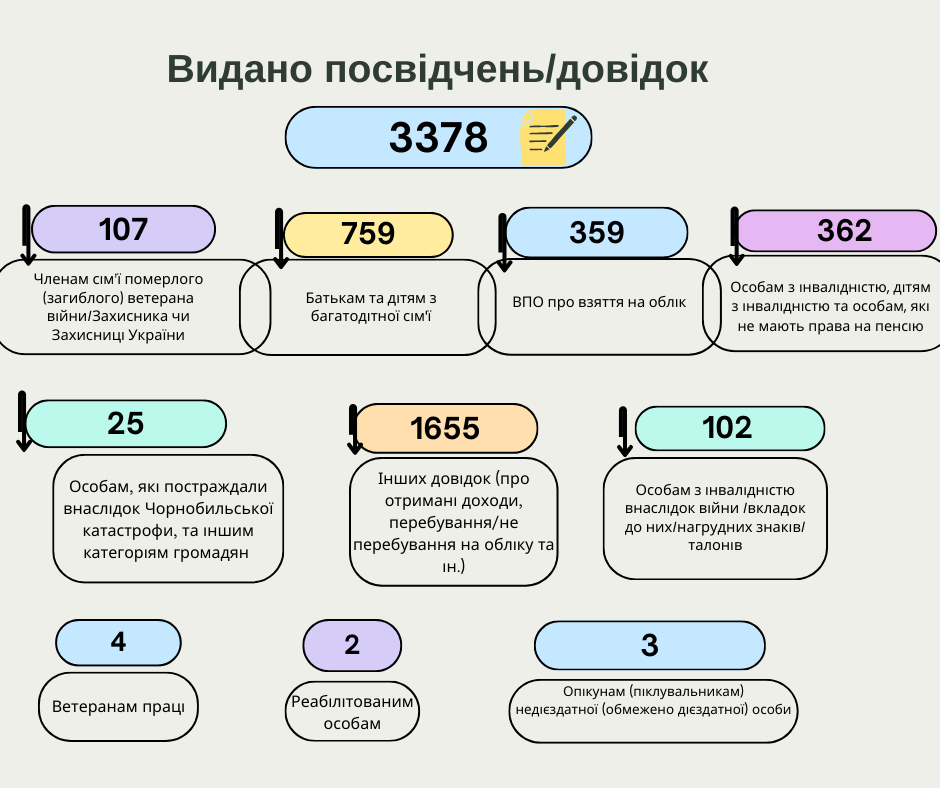 Видано посвідчень/довідок
3378
107
759
359
362
Членам сім'ї померлого
(загиблого) ветерана
війни/Захисника чи
Захисниці України
Батькам та дітям з
багатодітної сім'ї
ВПО про взяття на облік
Особам з інвалідністю, дітям
з інвалідністю та особам, які
не мають права на пенсію
25
1655
102
Особам, які постраждали
внаслідок Чорнобильської
катастрофи, та іншим
категоріям громадян
Інших довідок (про
отримані доходи,
перебування/не
перебування на обліку та
ін.)
Особам з інвалідністю
внаслідок війни /вкладок
до них/нагрудних знаків/
талонів
4
2
3
Ветеранам праці
Реабілітованим
особам
Опікунам (піклувальникам)
недієздатної (обмежено дієздатної) особи